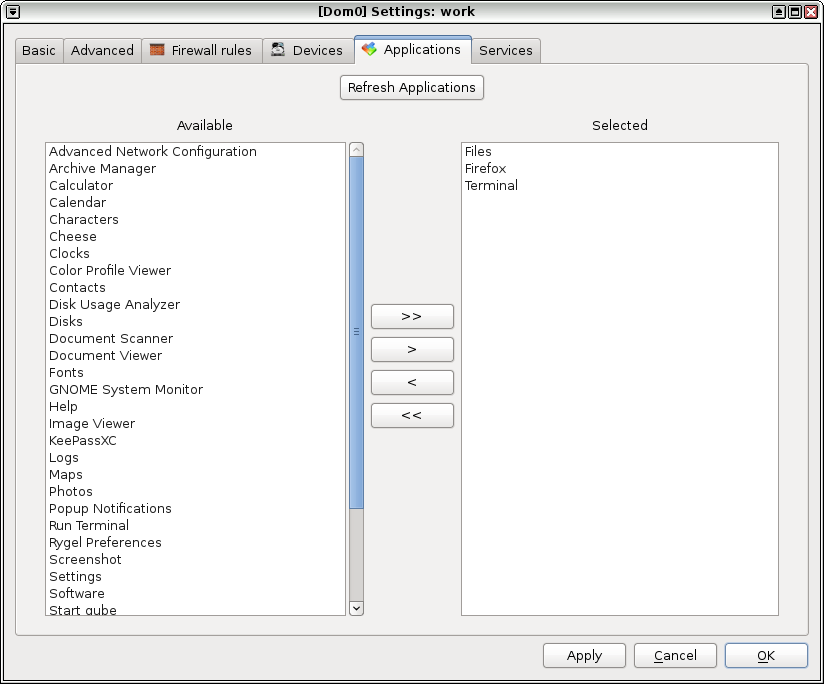 [Dom0] Settings: work
Basic Advanced Firewall rules Devices Applications Services
Refresh Applications
Available
Advanced Network Configuration
Archive Manager
Calculator
Calendar
Characters
Cheese
Clocks
Color Profile Viewer
Contacts
Disk Usage Analyzer
Disks
Document Scanner
Document Viewer
Fonts
GNOME System Monitor
Help
Image Viewer
KeePassXC
Logs
Maps
Photos
Popup Notifications
Run Terminal
Rygel Preferences
Screenshot
Settings
Software
Start qube
>>
>
<
<<
Selected
Files
Firefox
Terminal
Apply Cancel OK